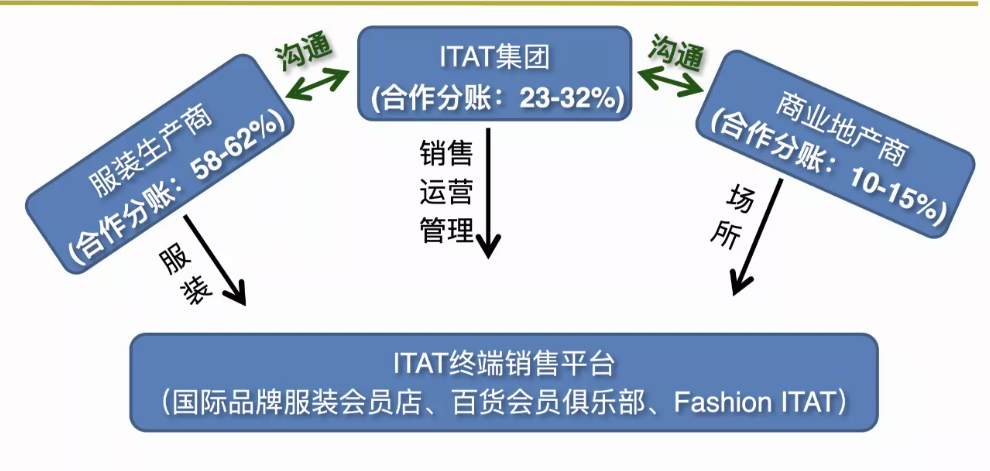 沟通
ITAT集团
(合作分账：23-32%)
沟通
服装生产商
(合作分账：58-62%)
商业地产商
(合作分账：10-15%)
销售
运营
管理
服装
场所
ITAT终端销售平台
（国际品牌服装会员店、百货会员俱乐部、Fashion ITAT）